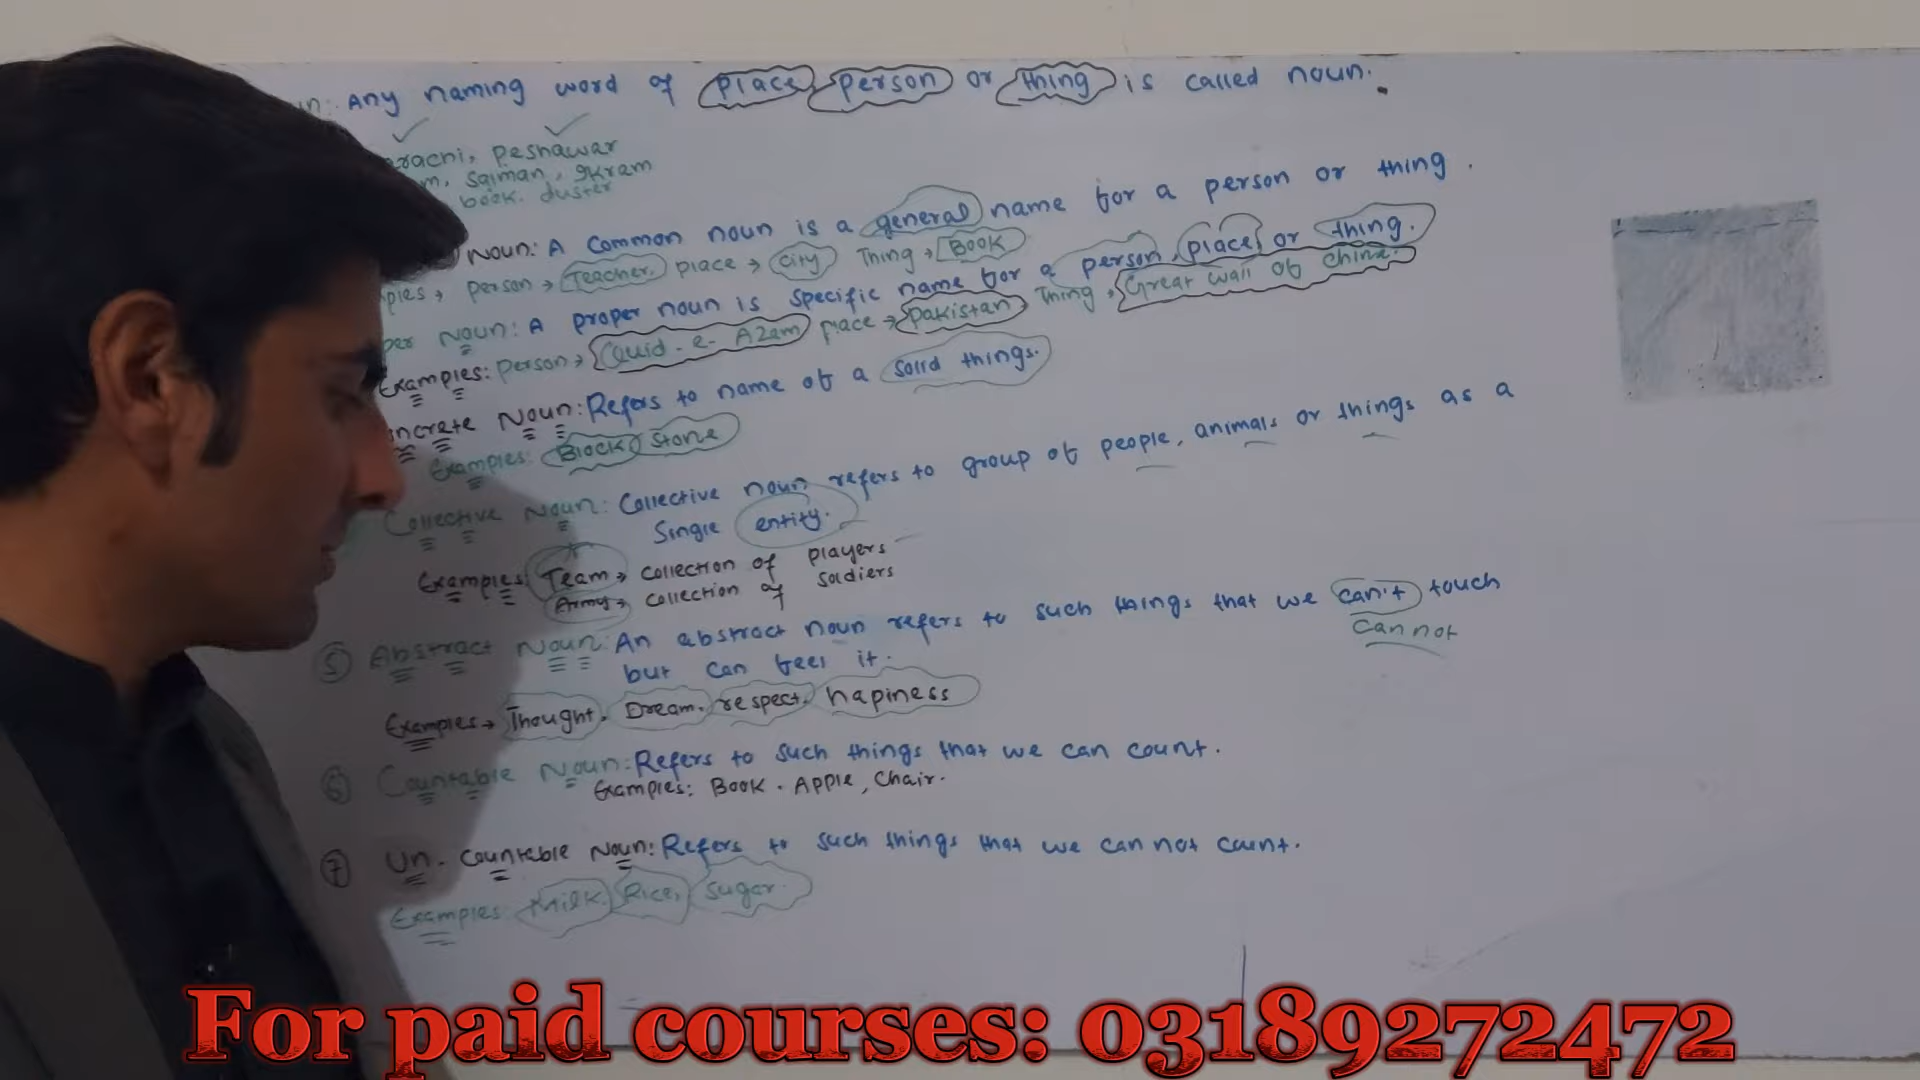 un: Any naming word of place, person or thing is called noun.
arachi, peshawar
m, salman, ikram
book. duster
Noun: A common noun is a general name for a person or thing.
ples, person → Teacher, place → city Thing → Book
per Noun: A proper noun is specific name for a person, place, or thing.
Examples: Person → Quid-e-Azam place → pakistan, Thing → Great wall of china.
ncrete Noun: Refers to name of a solid things.
Examples: Block, Stone
Collective Noun: Collective noun refers to group of people, animals or things as a
Single entity.
Examples: Team → collection of players
Army → collection of soldiers
⑤ Abstract Noun: An abstract noun refers to such things that we can't touch
cannot
but can feel it.
Examples → Thought, Dream, respect, hapiness
⑥ Countable Noun: Refers to such things that we can count.
Examples: Book. Apple, Chair.
⑦ Un-countable Noun: Refers to such things that we can not count.
Examples: Milk, Rice, sugar.
For paid courses: 03189272472